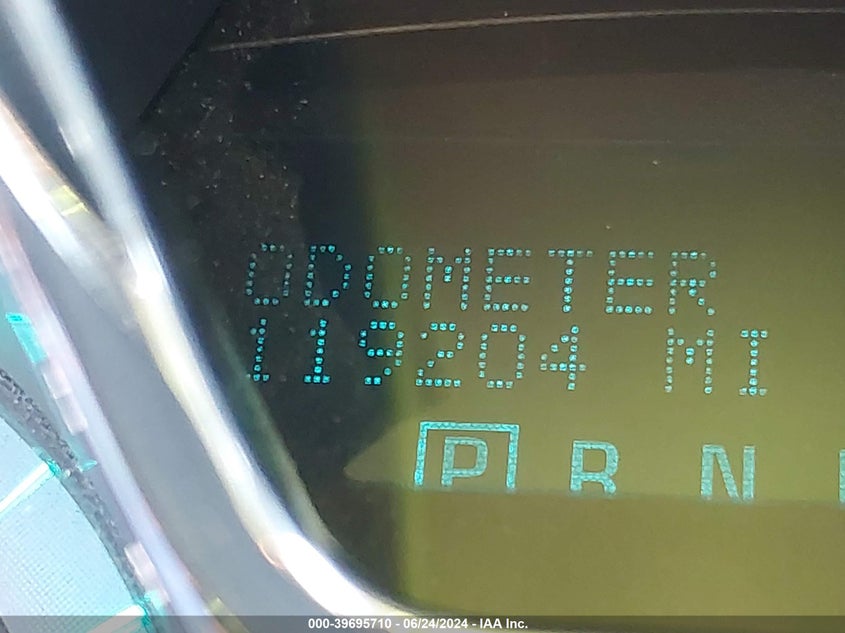 ODOMETER
119204 MI
P R N
000-39695710 - 06/24/2024 - IAA Inc.